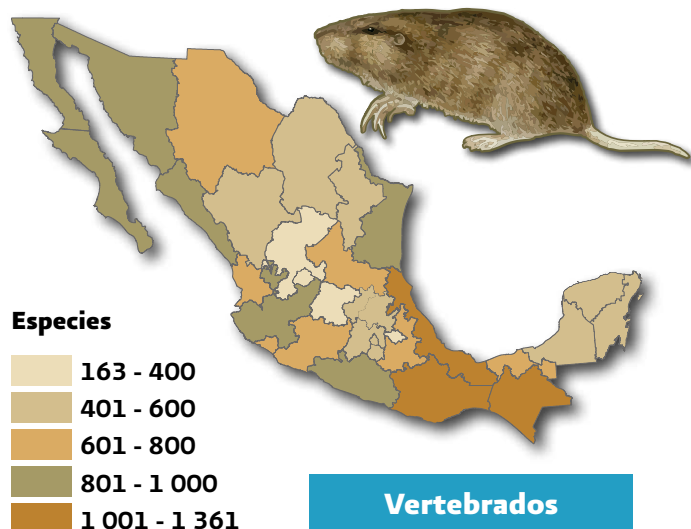 Especies
163 - 400
401 - 600
601 - 800
801 - 1 000
1 001 - 1 361
Vertebrados